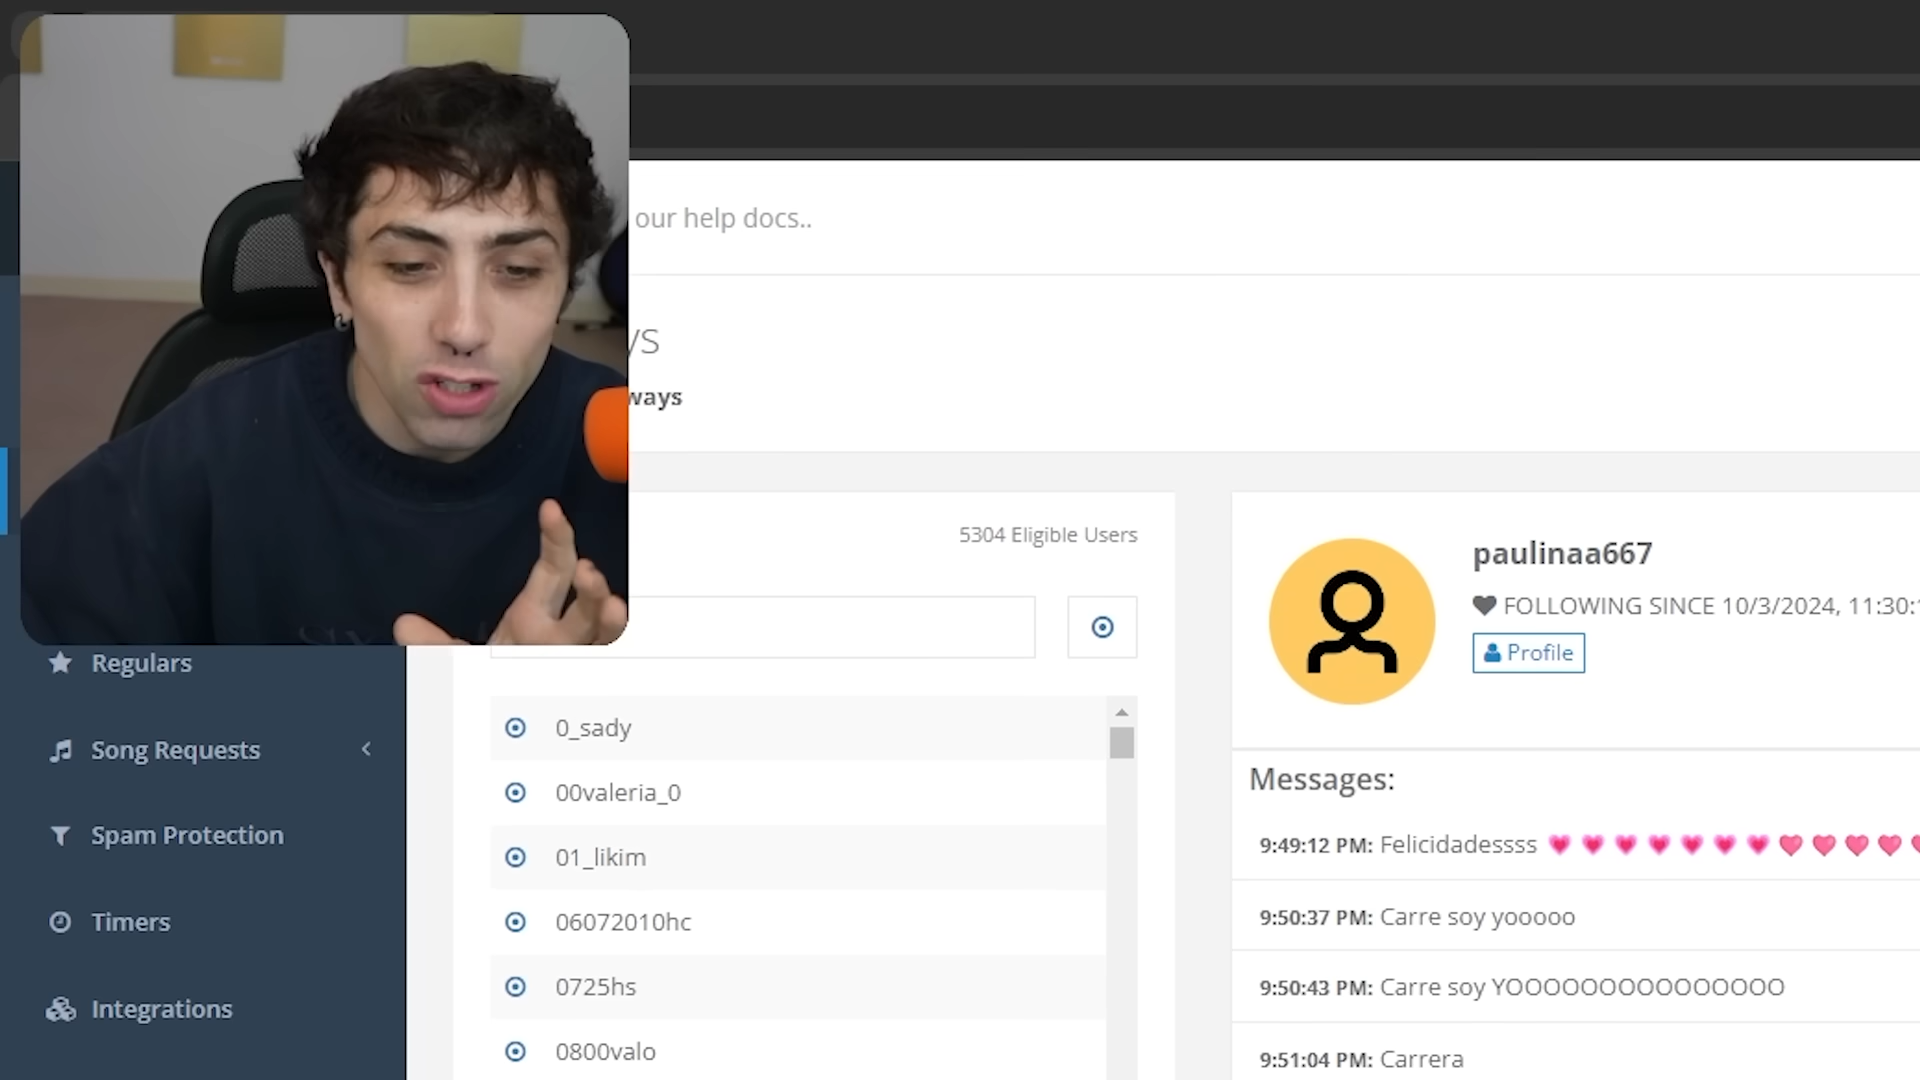 our help docs..
ways
5304 Eligible Users
paulinaa667
FOLLOWING SINCE 10/3/2024, 11:30:
Profile
Regulars
Song Requests
Spam Protection
Timers
Integrations
0_sady
00valeria_0
01_likim
06072010hc
0725hs
0800valo
Messages:
9:49:12 PM: Felicidadessss 💗💗💗💗💗💗💗💗💗💗💗
9:50:37 PM: Carre soy yooooo
9:50:43 PM: Carre soy YOOOOOOOOOOOOOOO
9:51:04 PM: Carrera